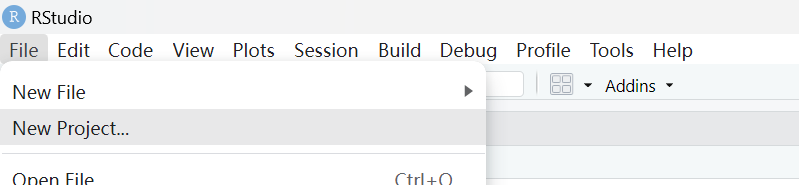 R RStudio
File Edit Code View Plots Session Build Debug Profile Tools Help
Addins
New File
New Project...
Open File Ctrl+O